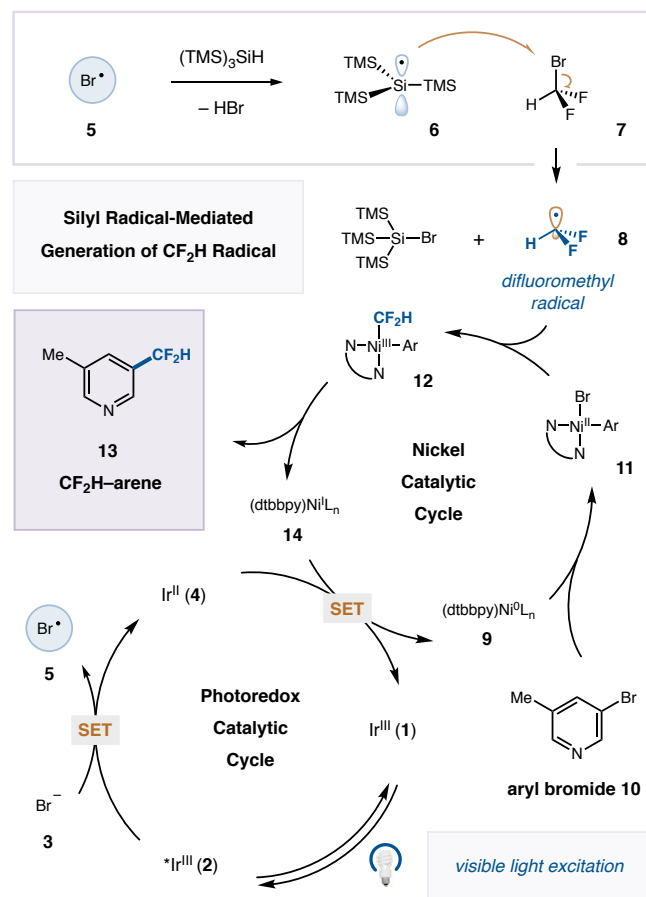 Br•
5
(TMS)₃SiH
– HBr
TMS
TMS
Si
TMS
•
6
Br
H
F
F
7
Silyl Radical-Mediated
Generation of CF₂H Radical
TMS
TMS
Si
Br
TMS
+
•
H
F
F
8
difluoromethyl
radical
CF₂H
N
Niᴵᴵᴵ
Ar
N
12
Me
CF₂H
N
13
CF₂H–arene
Br
N
Niᴵᴵ
Ar
N
11
Nickel
Catalytic
Cycle
(dtbbpy)NiᴵLₙ
14
Irᴵᴵ (4)
SET
(dtbbpy)Ni⁰Lₙ
9
Br•
5
SET
Photoredox
Catalytic
Cycle
Irᴵᴵᴵ (1)
Me
Br
N
aryl bromide 10
Br⁻
3
*Irᴵᴵᴵ (2)
visible light excitation